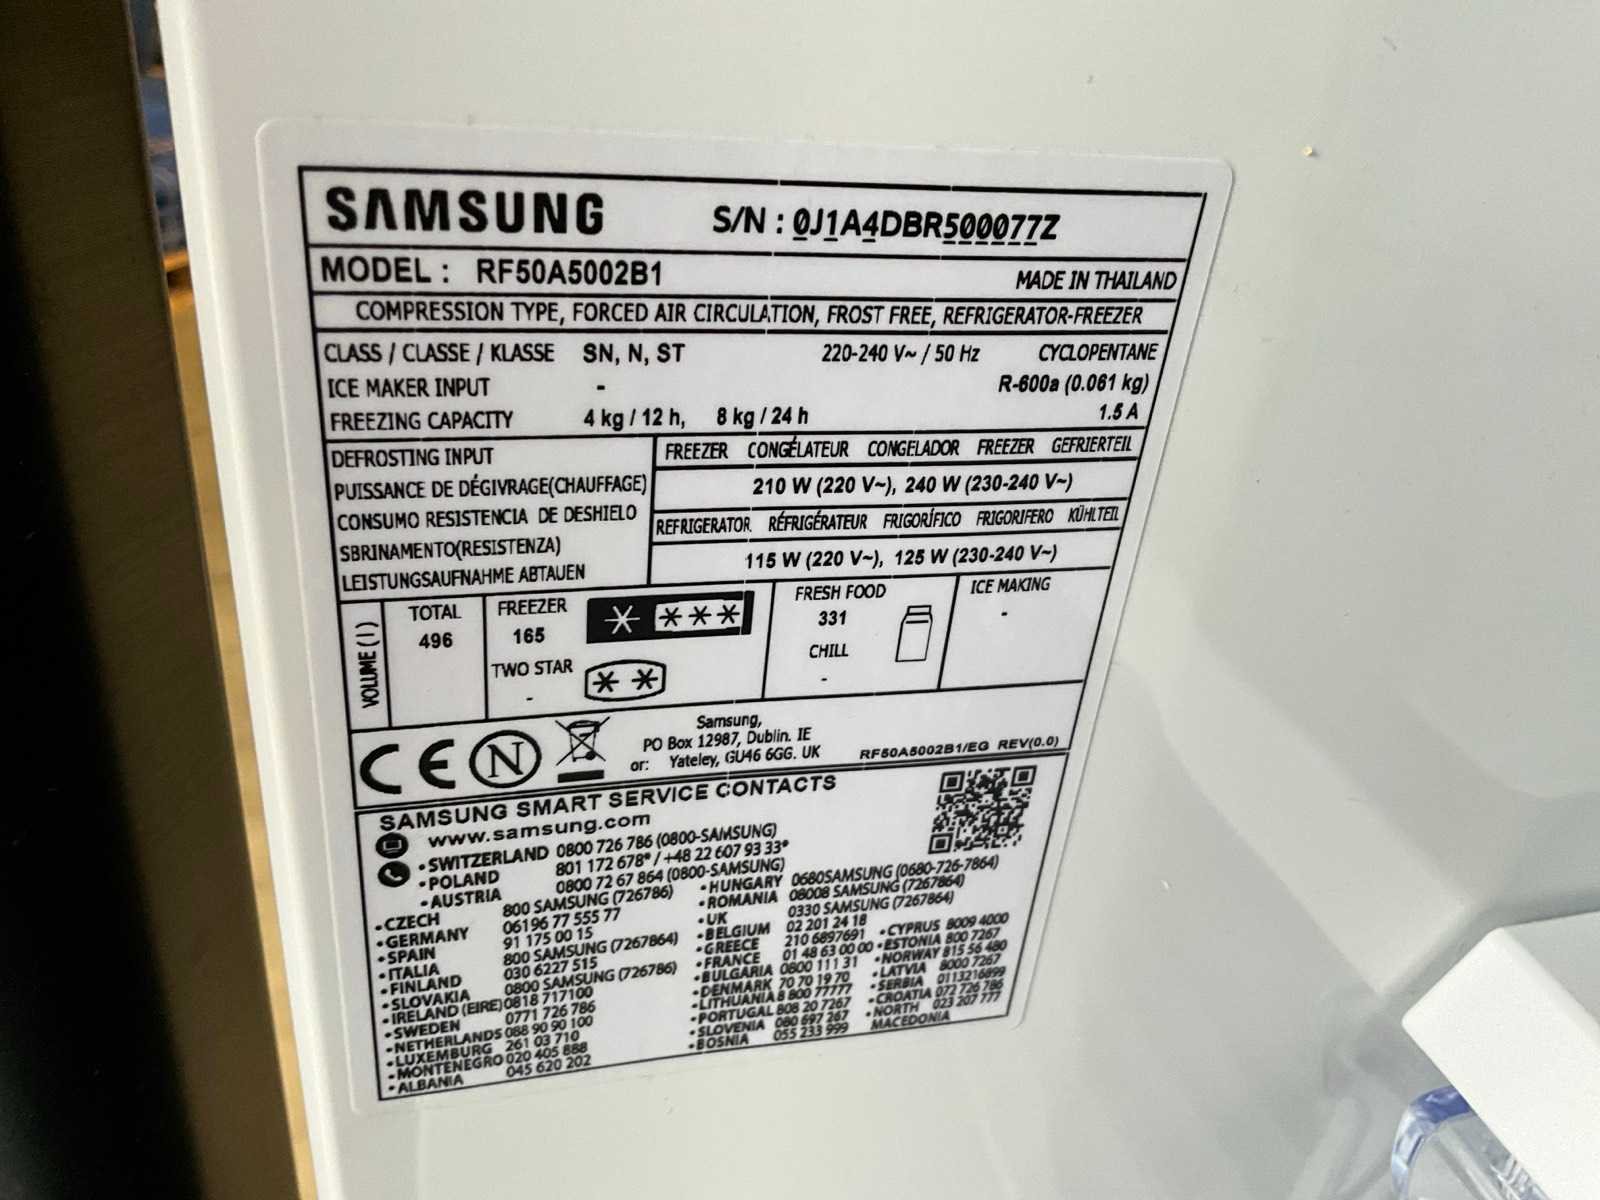 SAMSUNG S/N : 0J1A4DBR500077Z
MODEL : RF50A5002B1 MADE IN THAILAND
COMPRESSION TYPE, FORCED AIR CIRCULATION, FROST FREE, REFRIGERATOR-FREEZER
CLASS / CLASSE / KLASSE SN, N, ST 220-240 V~ / 50 Hz CYCLOPENTANE
ICE MAKER INPUT - R-600a (0.061 kg)
FREEZING CAPACITY 4 kg / 12 h, 8 kg / 24 h 1.5 A
DEFROSTING INPUT
PUISSANCE DE DÉGIVRAGE(CHAUFFAGE)
CONSUMO RESISTENCIA DE DESHIELO
SBRINAMENTO(RESISTENZA)
LEISTUNGSAUFNAHME ABTAUEN
FREEZER CONGÉLATEUR CONGELADOR FREEZER GEFRIERTEIL
210 W (220 V~), 240 W (230-240 V~)
REFRIGERATOR RÉFRIGÉRATEUR FRIGORÍFICO FRIGORIFERO KÜHLTEIL
115 W (220 V~), 125 W (230-240 V~)
VOLUME ( l )
TOTAL
496
FREEZER
165
TWO STAR
-
FRESH FOOD
331
CHILL
-
ICE MAKING
-
CE N
Samsung,
PO Box 12987, Dublin. IE
or: Yateley, GU46 6GG. UK
RF50A5002B1/EG REV(0.0)
SAMSUNG SMART SERVICE CONTACTS
www.samsung.com
•SWITZERLAND 0800 726 786 (0800-SAMSUNG)
•POLAND 801 172 678* / +48 22 607 93 33*
•AUSTRIA 0800 72 67 864 (0800-SAMSUNG)
•CZECH 800 SAMSUNG (726786)
•GERMANY 06196 77 555 77
•SPAIN 91 175 00 15
•ITALIA 800 SAMSUNG (7267864)
•FINLAND 030 6227 515
•SLOVAKIA 0800 SAMSUNG (726786)
•IRELAND (EIRE) 0818 717100
•SWEDEN 0771 726 786
•NETHERLANDS 088 90 90 100
•LUXEMBURG 261 03 710
•MONTENEGRO 020 405 888
•ALBANIA 045 620 202
•HUNGARY 0680SAMSUNG (0680-726-7864)
•ROMANIA 08008 SAMSUNG (7267864)
•UK 0330 SAMSUNG (7267864)
•BELGIUM 02 201 24 18
•GREECE 210 6897691
•FRANCE 01 48 63 00 00
•BULGARIA 0800 111 31
•DENMARK 70 70 19 70
•LITHUANIA 8 800 77777
•PORTUGAL 808 20 7267
•SLOVENIA 080 697 267
•BOSNIA 055 233 999
•CYPRUS 8009 4000
•ESTONIA 800 7267
•NORWAY 815 56 480
•LATVIA 8000 7267
•SERBIA 0113216899
•CROATIA 072 726 786
•NORTH MACEDONIA 023 207 777